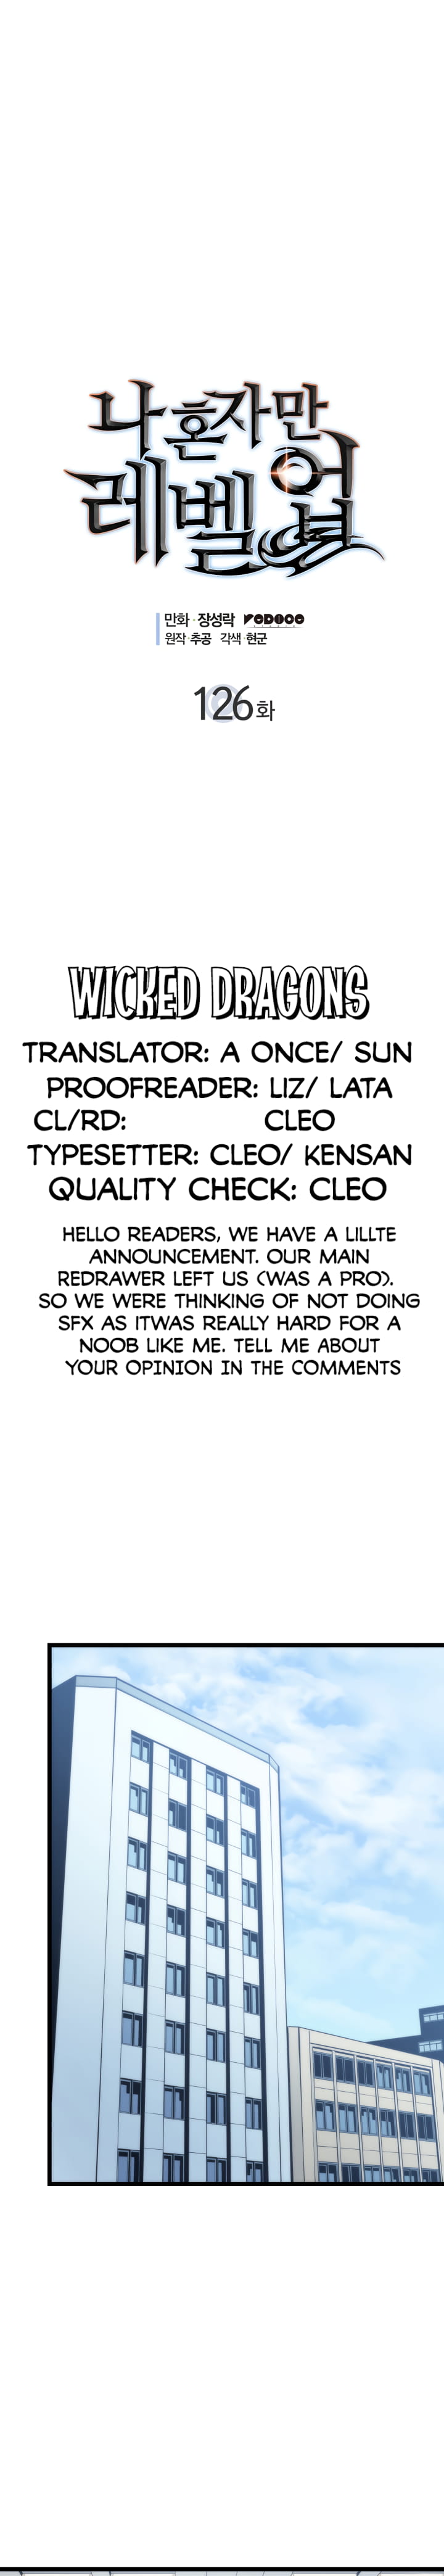 나 혼자만
레벨업
만화·장성락 REDICE
원작·추공 각색 현군
126화
WICKED DRAGONS
TRANSLATOR: A ONCE/ SUN
PROOFREADER: LIZ/ LATA
CL/RD: CLEO
TYPESETTER: CLEO/ KENSAN
QUALITY CHECK: CLEO
HELLO READERS, WE HAVE A LILLTE
ANNOUNCEMENT. OUR MAIN
REDRAWER LEFT US (WAS A PRO).
SO WE WERE THINKING OF NOT DOING
SFX AS ITWAS REALLY HARD FOR A
NOOB LIKE ME. TELL ME ABOUT
YOUR OPINION IN THE COMMENTS